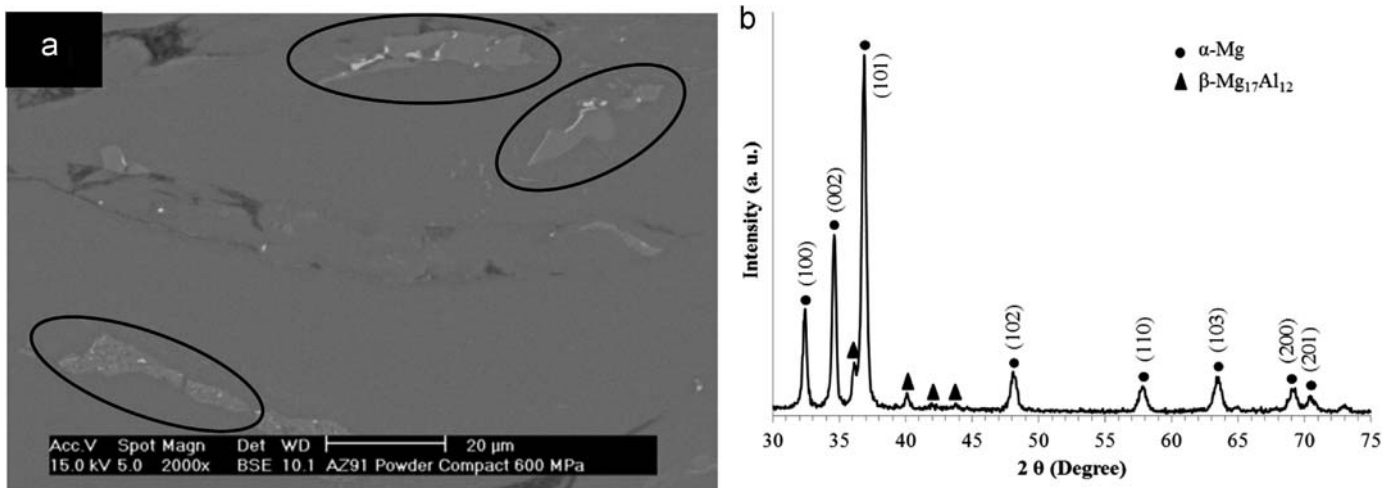 a
Acc.V Spot Magn Det WD 20 μm
15.0 kV 5.0 2000x BSE 10.1 AZ91 Powder Compact 600 MPa
b
● α-Mg
▲ β-Mg₁₇Al₁₂
(100)
(002)
(101)
(102)
(110)
(103)
(200)
(201)
Intensity (a. u.)
30 35 40 45 50 55 60 65 70 75
2 θ (Degree)